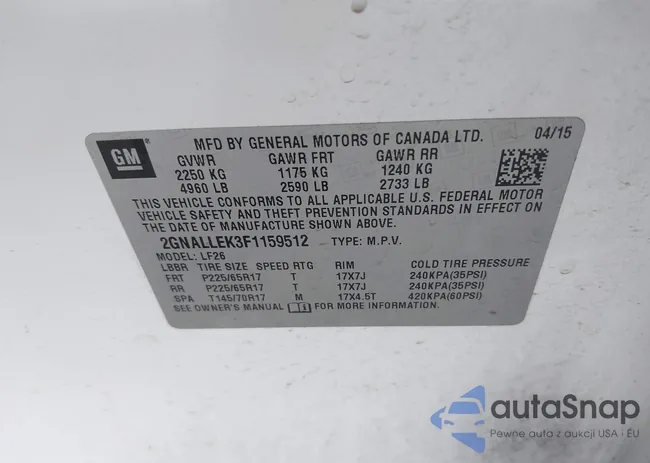 GM
MFD BY GENERAL MOTORS OF CANADA LTD. 04/15
GVWR GAWR FRT GAWR RR
2250 KG 1175 KG 1240 KG
4960 LB 2590 LB 2733 LB
THIS VEHICLE CONFORMS TO ALL APPLICABLE U.S. FEDERAL MOTOR
VEHICLE SAFETY AND THEFT PREVENTION STANDARDS IN EFFECT ON
THE DATE OF MANUFACTURE SHOWN ABOVE.
2GNALLEK3F1159512 TYPE: M.P.V.
MODEL: LF26
LBBR TIRE SIZE SPEED RTG RIM COLD TIRE PRESSURE
FRT P225/65R17 T 17X7J 240KPA(35PSI)
RR P225/65R17 T 17X7J 240KPA(35PSI)
SPA T145/70R17 M 17X4.5T 420KPA(60PSI)
SEE OWNER'S MANUAL FOR MORE INFORMATION.
autaSnap
Pewne auta z aukcji USA · EU